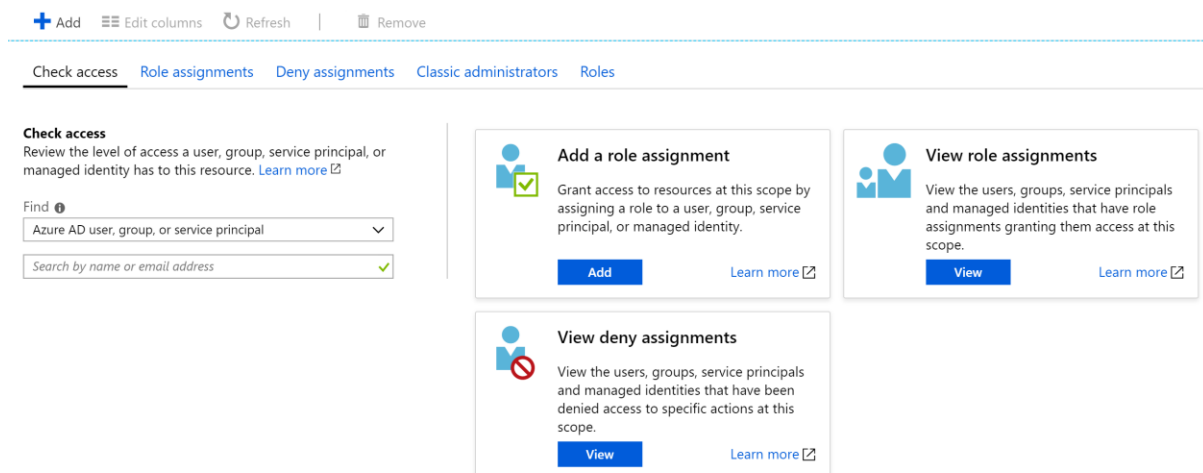 Add Edit columns Refresh Remove
Check access Role assignments Deny assignments Classic administrators Roles
Check access
Review the level of access a user, group, service principal, or
managed identity has to this resource. Learn more
Find
Azure AD user, group, or service principal
Search by name or email address
Add a role assignment
Grant access to resources at this scope by
assigning a role to a user, group, service
principal, or managed identity.
Add Learn more
View role assignments
View the users, groups, service principals
and managed identities that have role
assignments granting them access at this
scope.
View Learn more
View deny assignments
View the users, groups, service principals
and managed identities that have been
denied access to specific actions at this
scope.
View Learn more